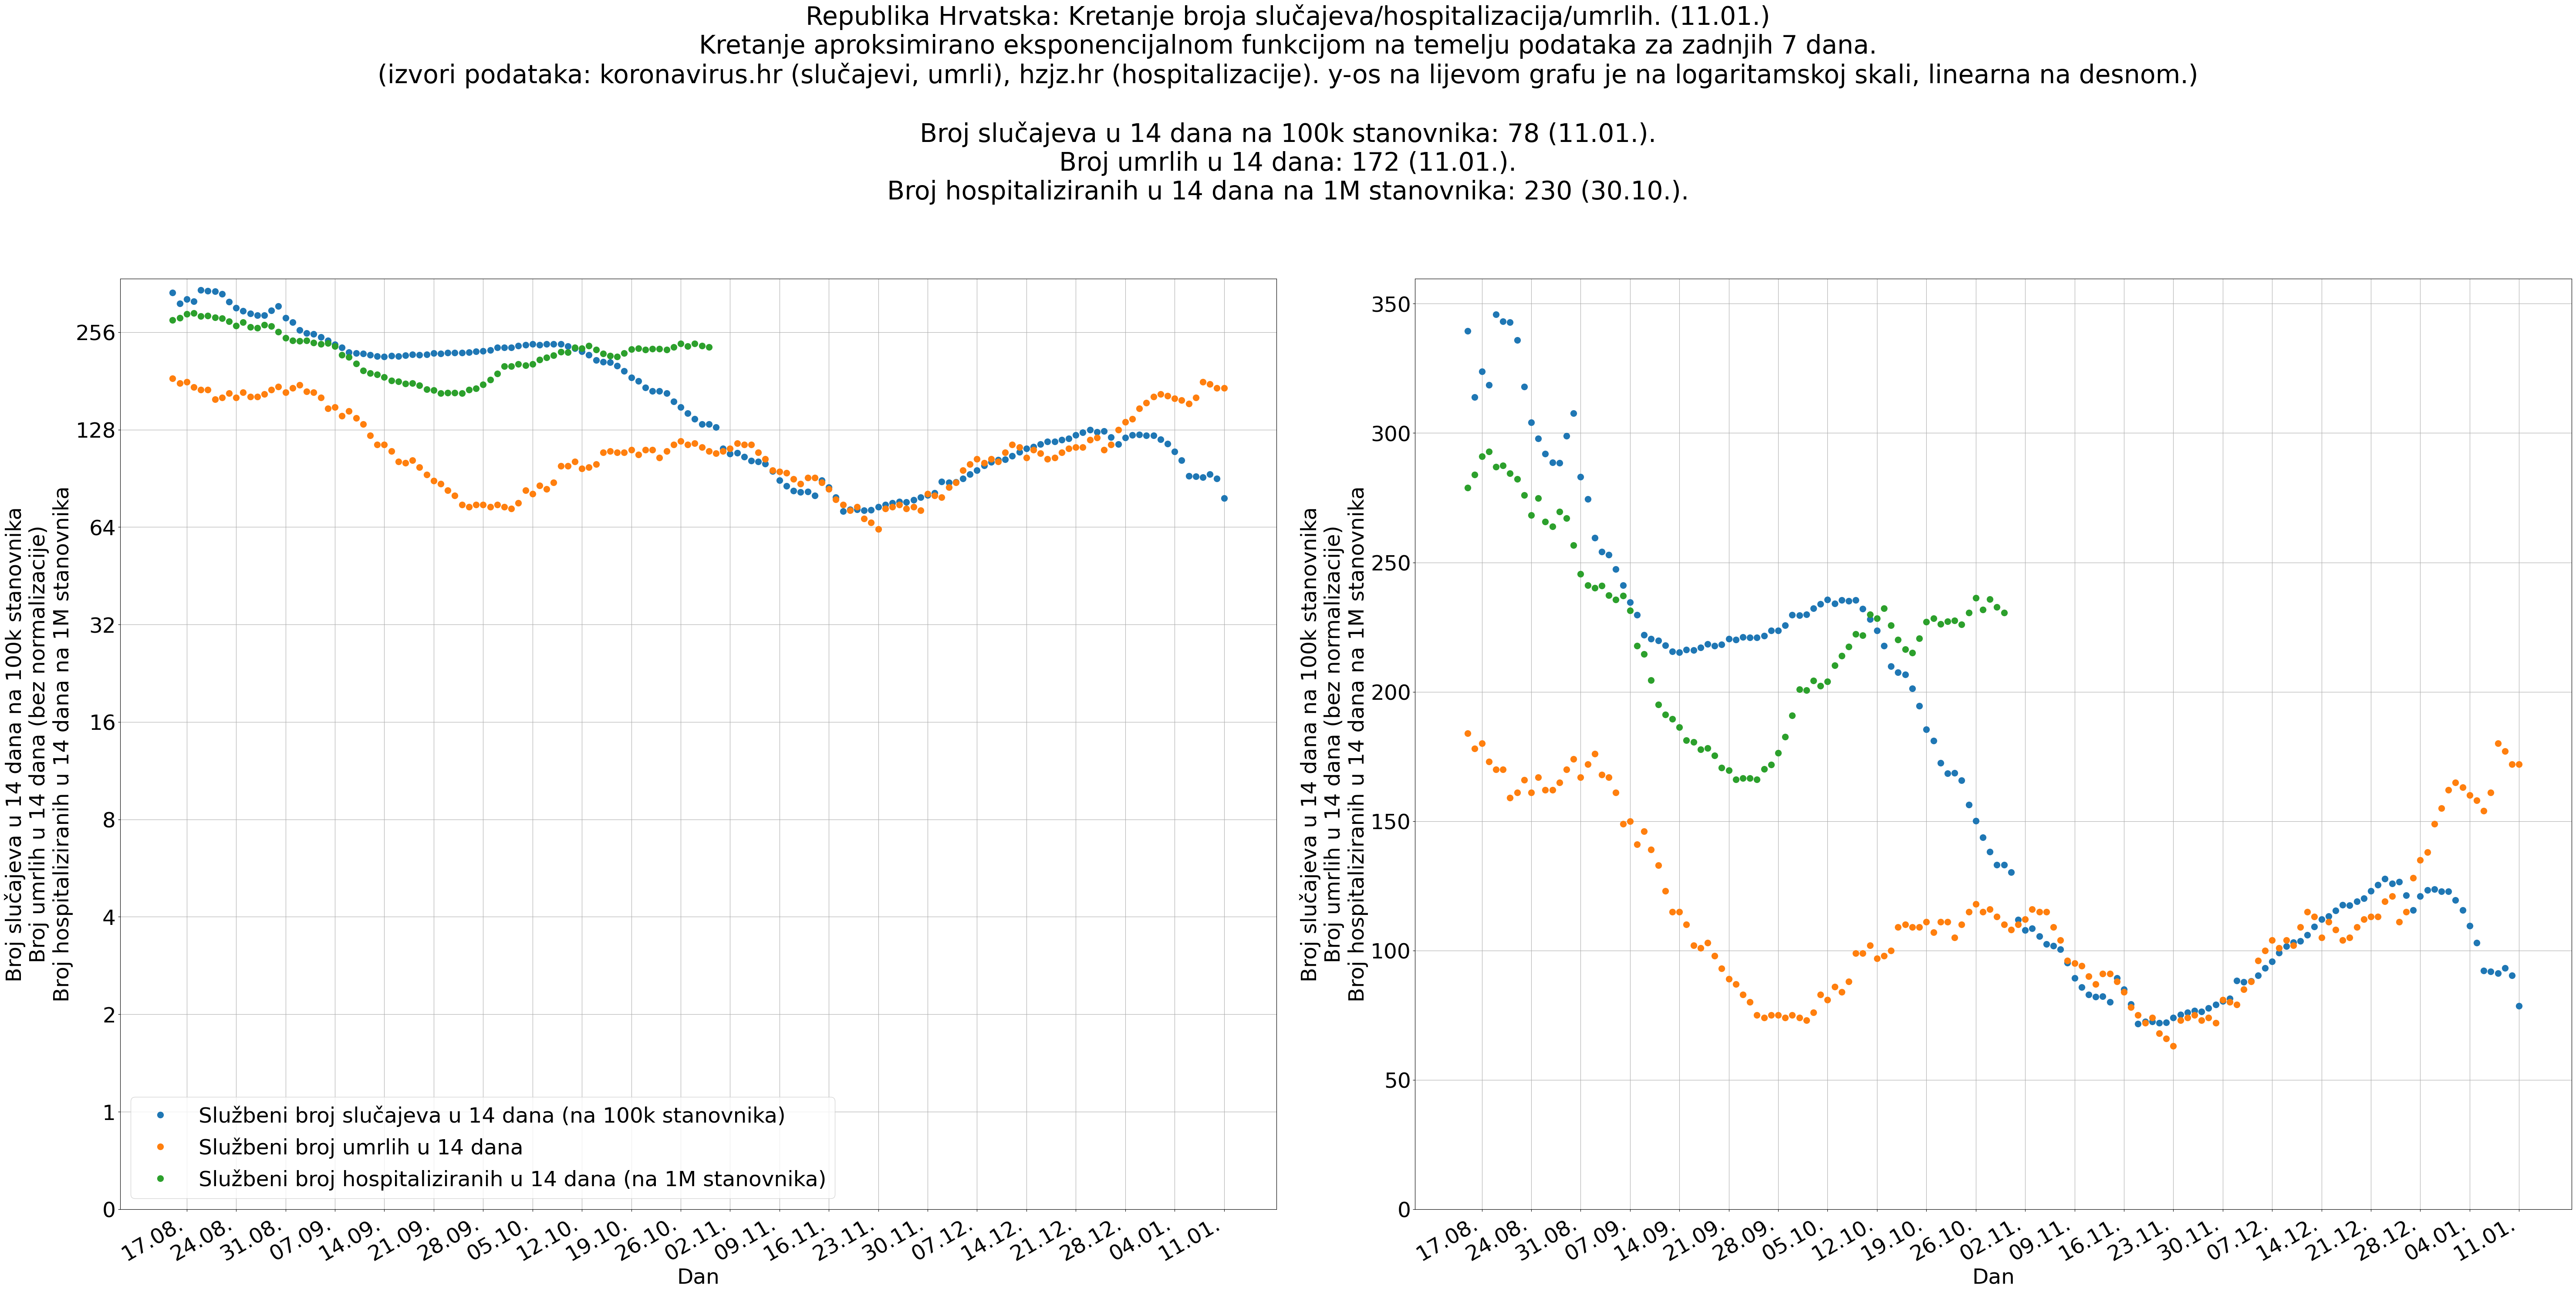 Republika Hrvatska: Kretanje broja slučajeva/hospitalizacija/umrlih. (11.01.)
Kretanje aproksimirano eksponencijalnom funkcijom na temelju podataka za zadnjih 7 dana.
(izvori podataka: koronavirus.hr (slučajevi, umrli), hzjz.hr (hospitalizacije). y-os na lijevom grafu je na logaritamskoj skali, linearna na desnom.)
Broj slučajeva u 14 dana na 100k stanovnika: 78 (11.01.).
Broj umrlih u 14 dana: 172 (11.01.).
Broj hospitaliziranih u 14 dana na 1M stanovnika: 230 (30.10.).
Broj slučajeva u 14 dana na 100k stanovnika
Broj umrlih u 14 dana (bez normalizacije)
Broj hospitaliziranih u 14 dana na 1M stanovnika
256
128
64
32
16
8
4
2
1
0
Službeni broj slučajeva u 14 dana (na 100k stanovnika)
Službeni broj umrlih u 14 dana
Službeni broj hospitaliziranih u 14 dana (na 1M stanovnika)
17.08. 24.08. 31.08. 07.09. 14.09. 21.09. 28.09. 05.10. 12.10. 19.10. 26.10. 02.11. 09.11. 16.11. 23.11. 30.11. 07.12. 14.12. 21.12. 28.12. 04.01. 11.01.
Dan
Broj slučajeva u 14 dana na 100k stanovnika
Broj umrlih u 14 dana (bez normalizacije)
Broj hospitaliziranih u 14 dana na 1M stanovnika
350
300
250
200
150
100
50
0
17.08. 24.08. 31.08. 07.09. 14.09. 21.09. 28.09. 05.10. 12.10. 19.10. 26.10. 02.11. 09.11. 16.11. 23.11. 30.11. 07.12. 14.12. 21.12. 28.12. 04.01. 11.01.
Dan